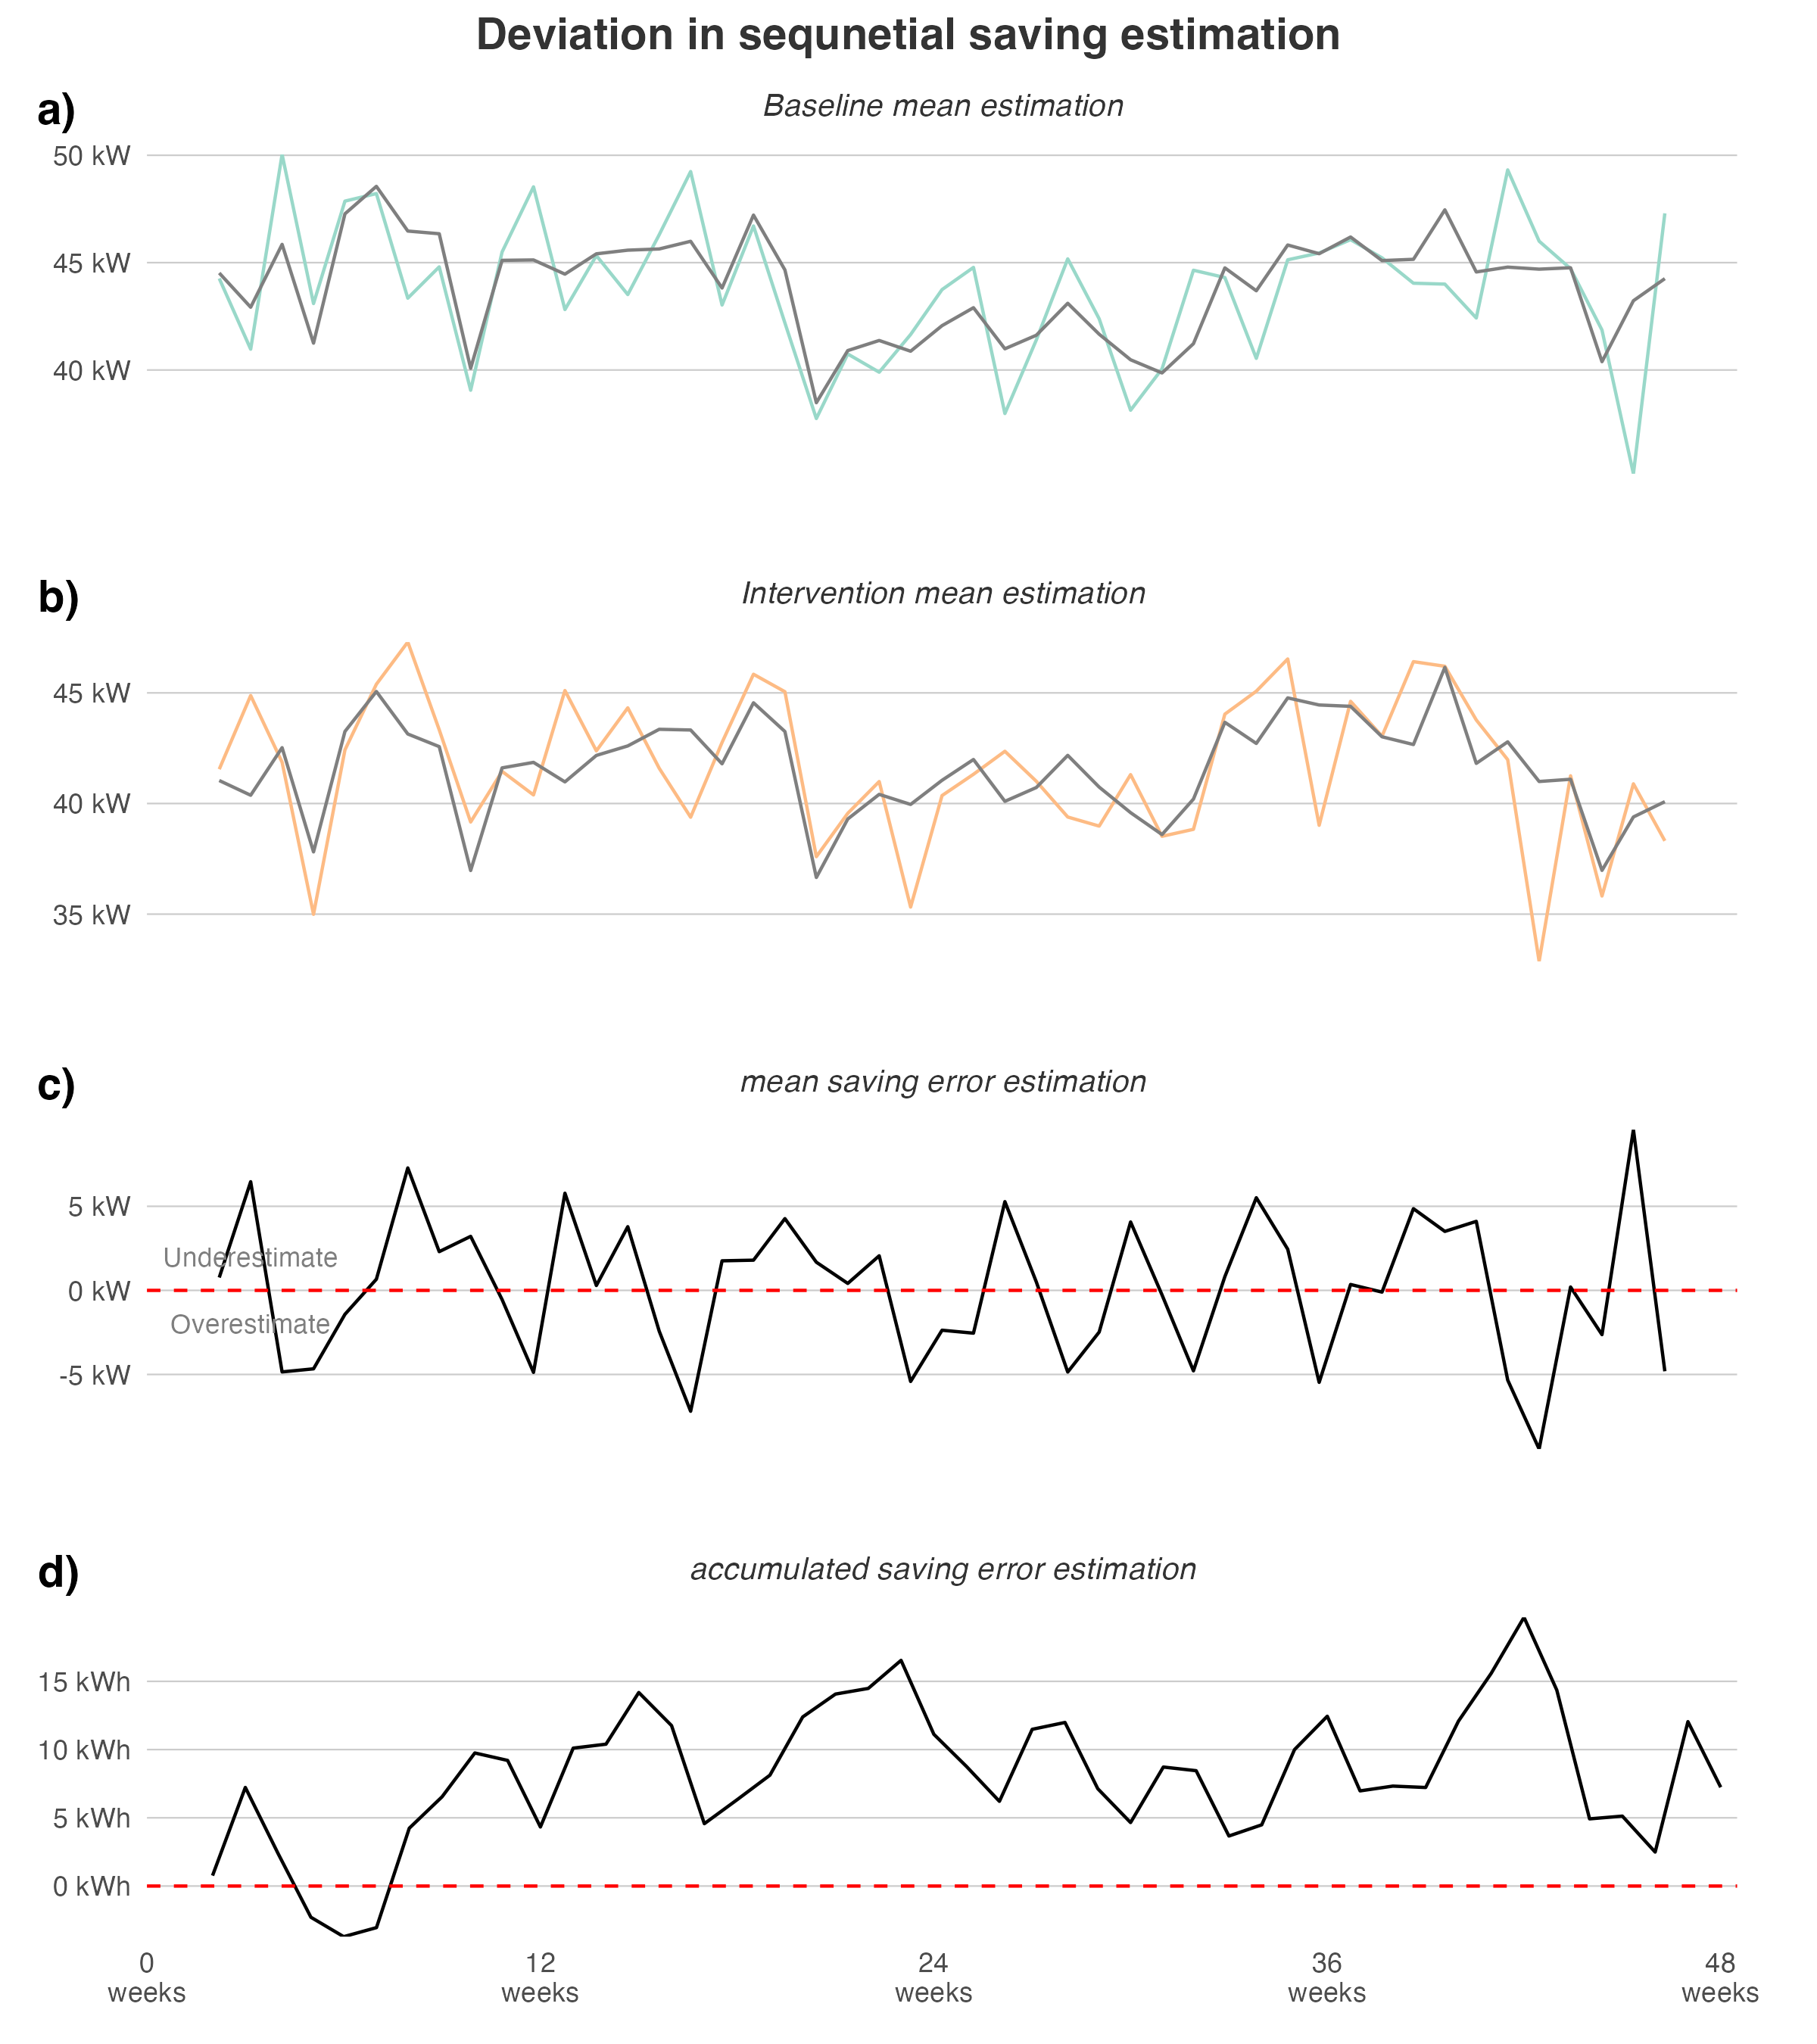 Deviation in sequnetial saving estimation
a)
Baseline mean estimation
50 kW
45 kW
40 kW
b)
Intervention mean estimation
45 kW
40 kW
35 kW
c)
mean saving error estimation
5 kW
Underestimate
0 kW
Overestimate
-5 kW
d)
accumulated saving error estimation
15 kWh
10 kWh
5 kWh
0 kWh
0 12 24 36 48
weeks weeks weeks weeks weeks